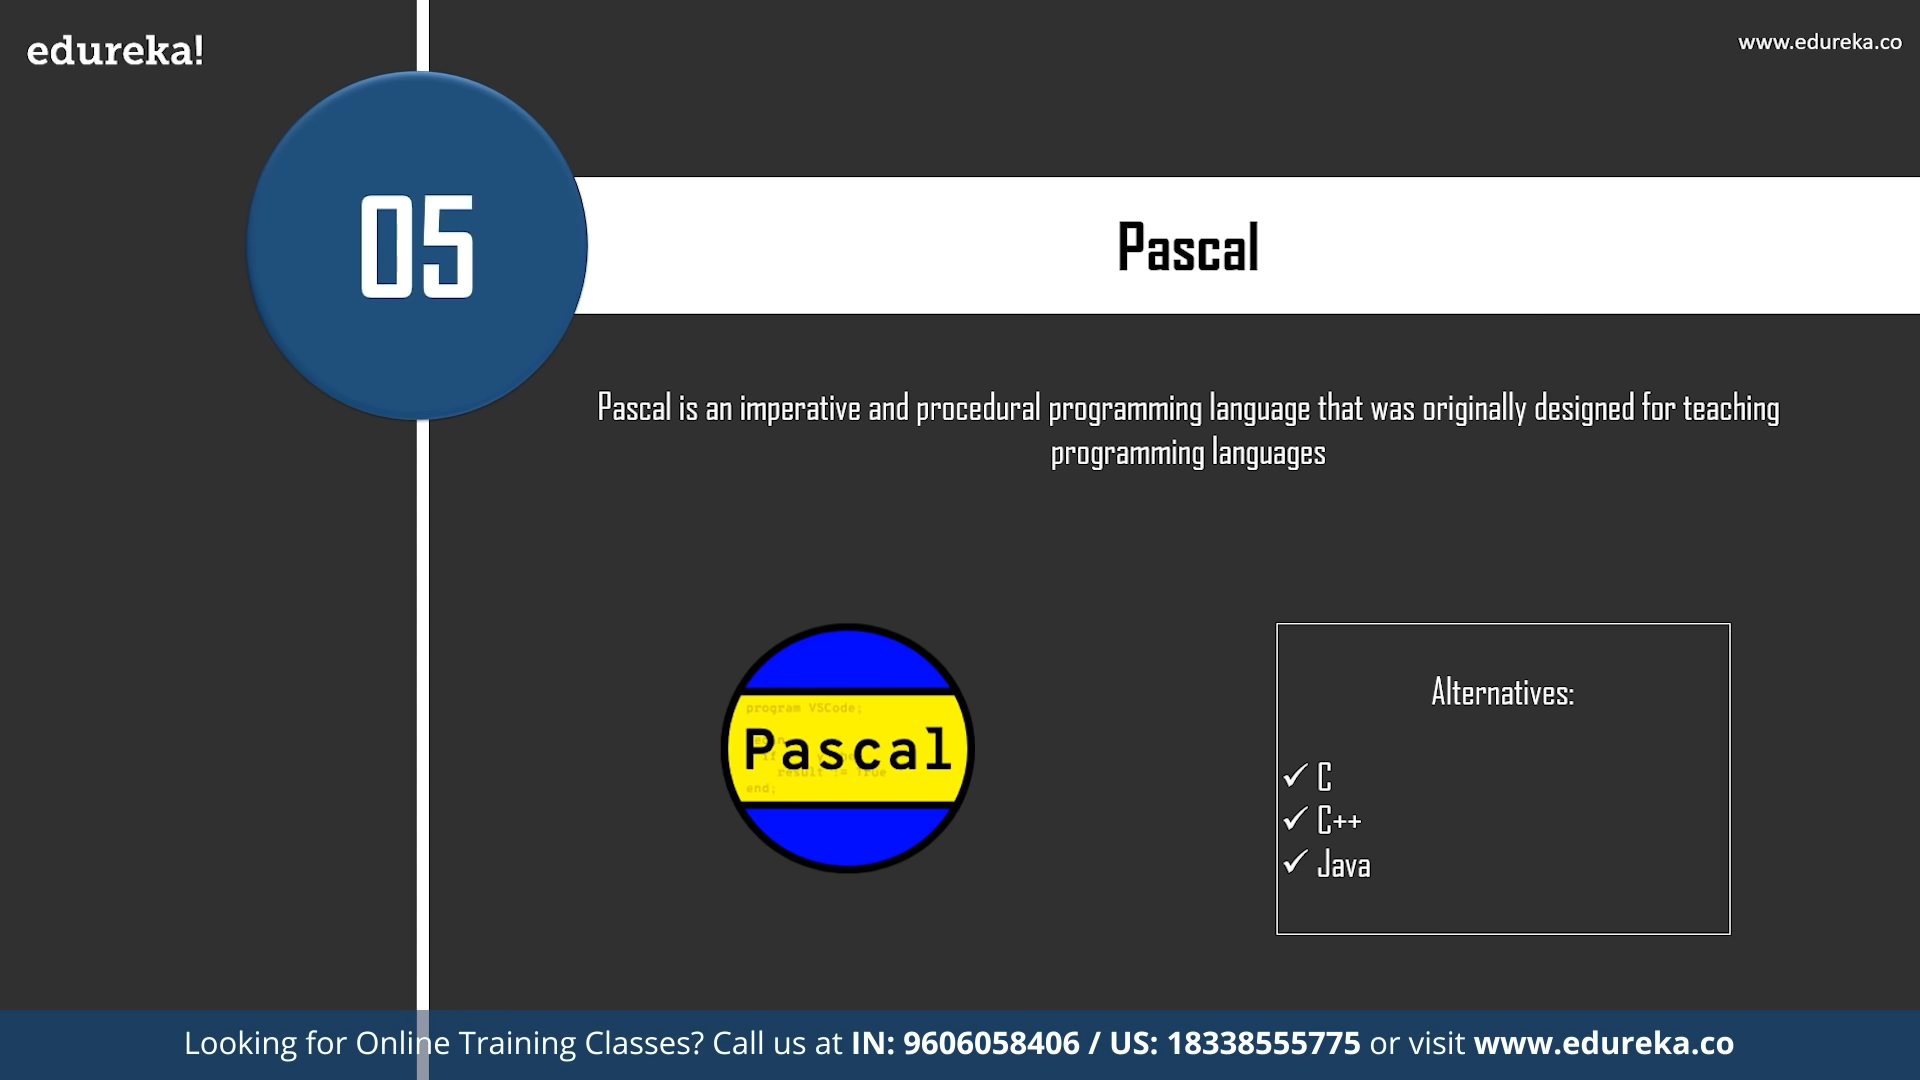 edureka!
www.edureka.co
05
Pascal
Pascal is an imperative and procedural programming language that was originally designed for teaching
programming languages
program VSCode;
Pascal
result := True
end;
Alternatives:
✓ C
✓ C++
✓ Java
Looking for Online Training Classes? Call us at IN: 9606058406 / US: 18338555775 or visit www.edureka.co